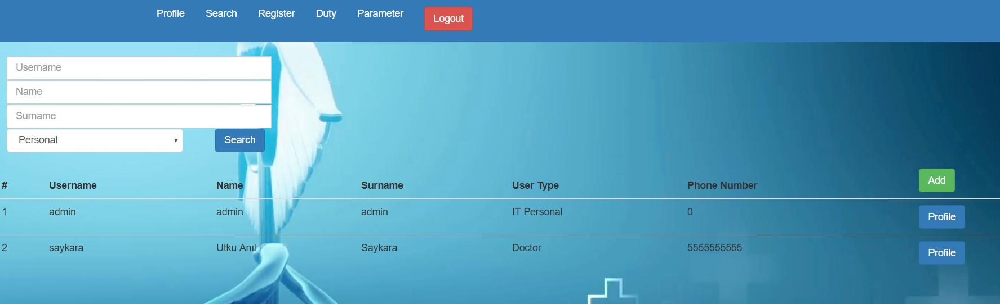 Profile Search Register Duty Parameter Logout
Username
Name
Surname
Personal Search
# Username Name Surname User Type Phone Number Add
1 admin admin admin IT Personal 0 Profile
2 saykara Utku Anıl Saykara Doctor 5555555555 Profile